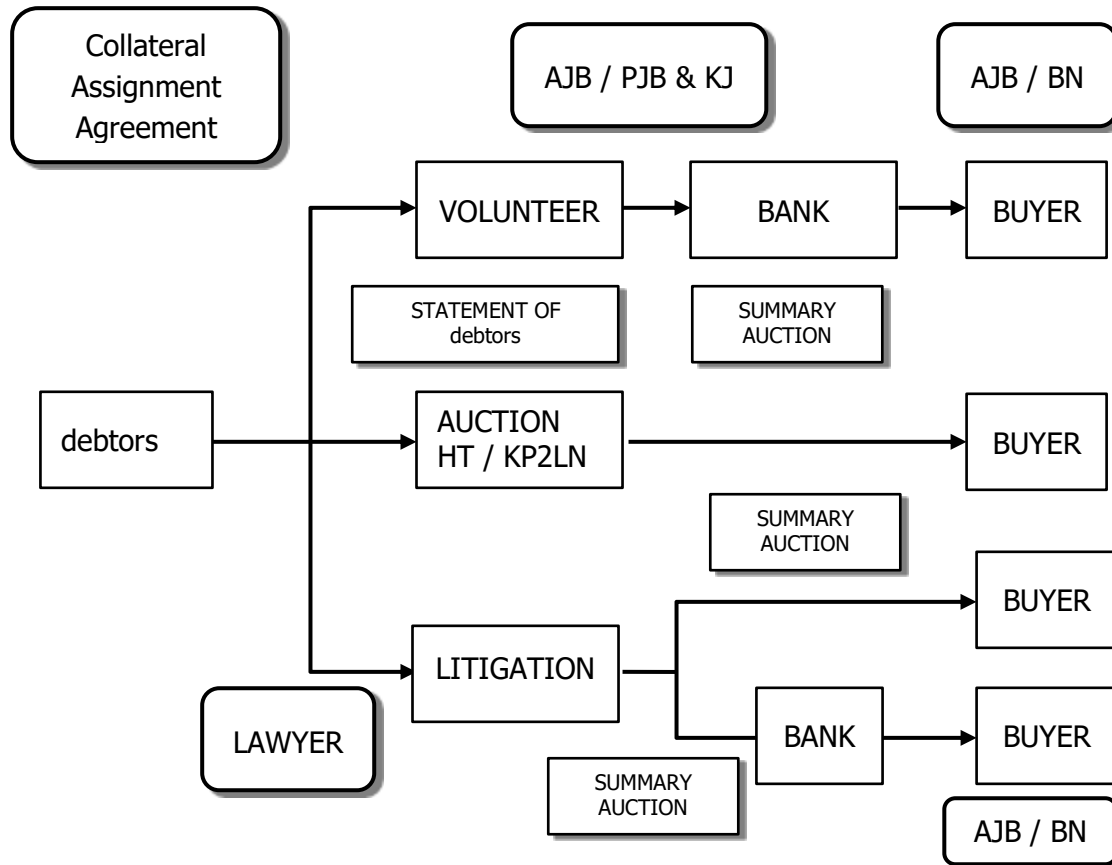 Collateral
Assignment
Agreement
AJB / PJB & KJ
AJB / BN
VOLUNTEER
BANK
BUYER
STATEMENT OF
debtors
SUMMARY
AUCTION
debtors
AUCTION
HT / KP2LN
BUYER
SUMMARY
AUCTION
BUYER
LITIGATION
LAWYER
BANK
BUYER
SUMMARY
AUCTION
AJB / BN